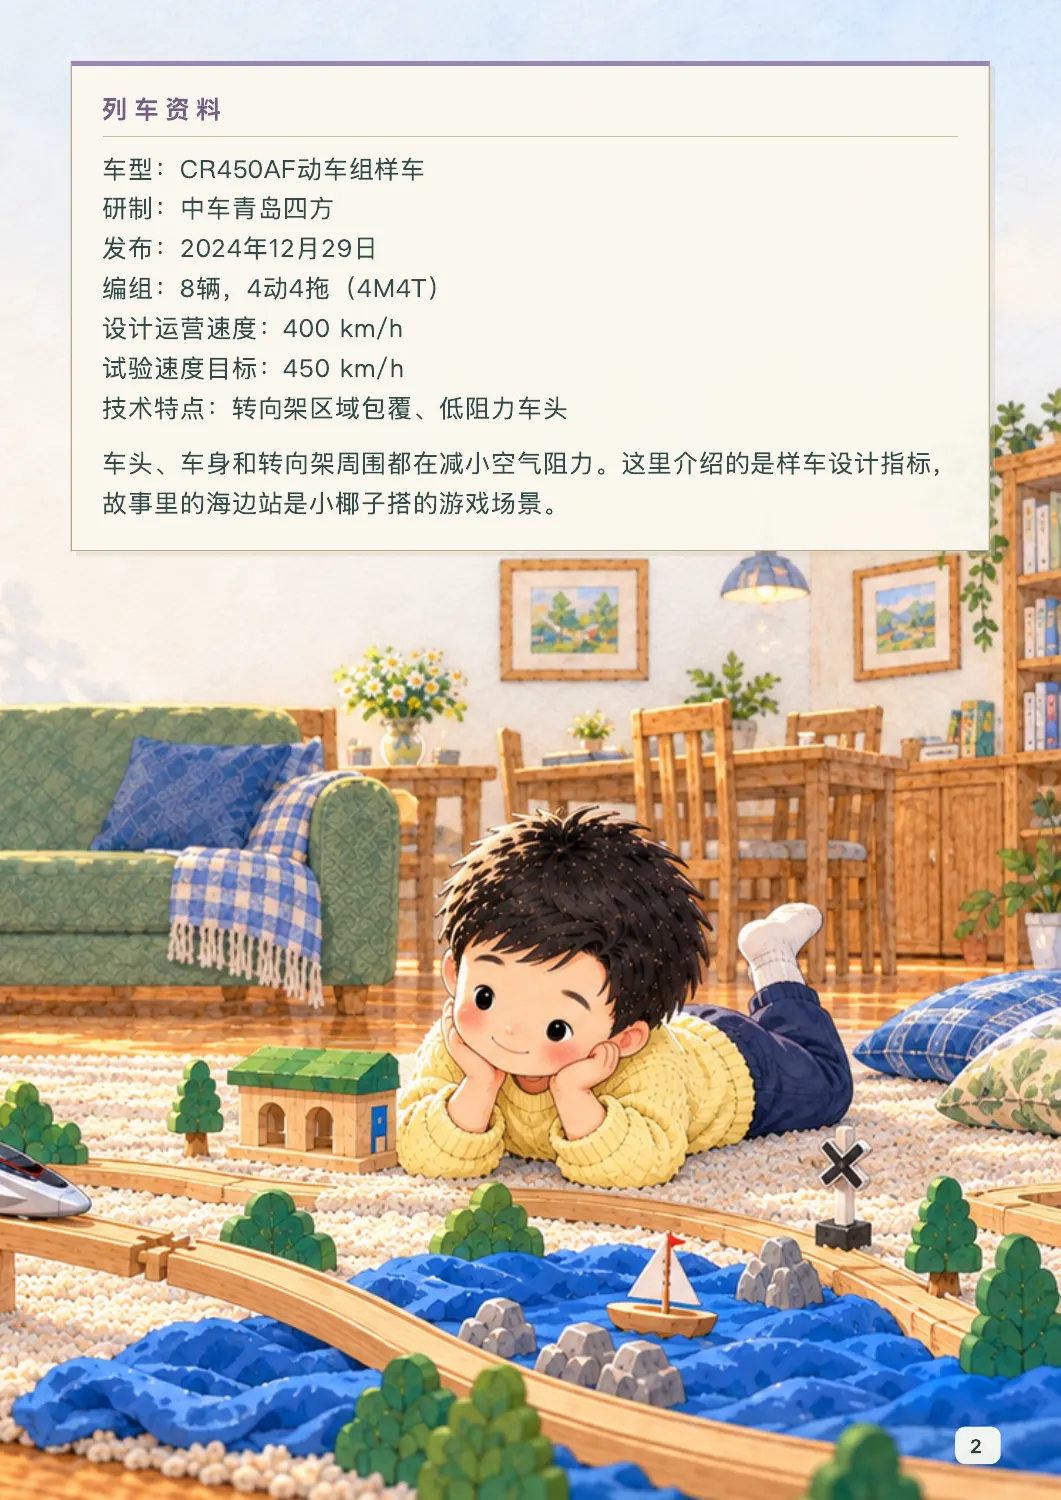 列车资料
车型：CR450AF动车组样车
研制：中车青岛四方
发布：2024年12月29日
编组：8辆，4动4拖（4M4T）
设计运营速度：400 km/h
试验速度目标：450 km/h
技术特点：转向架区域包覆、低阻力车头
车头、车身和转向架周围都在减小空气阻力。这里介绍的是样车设计指标，
故事里的海边站是小椰子搭的游戏场景。
2